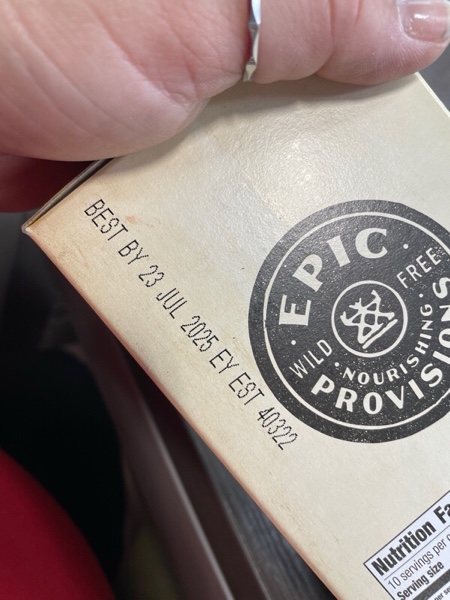 BEST BY 23 JUL 2025 EY EST 40322
EPIC
WILD
FREE
NOURISHING
PROVISIONS
Nutrition Fa
10 servings per
Serving size